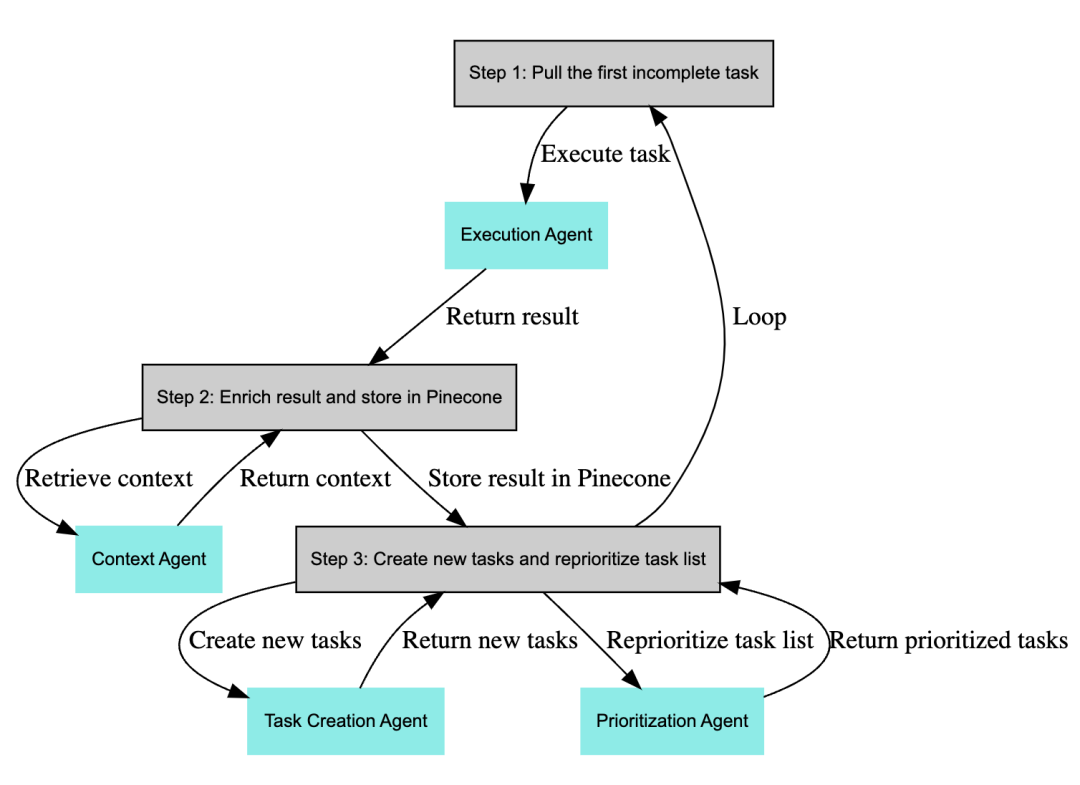 Step 1: Pull the first incomplete task
Execute task
Execution Agent
Return result
Loop
Step 2: Enrich result and store in Pinecone
Retrieve context
Return context
Store result in Pinecone
Context Agent
Step 3: Create new tasks and reprioritize task list
Create new tasks
Return new tasks
Reprioritize task list
Return prioritized tasks
Task Creation Agent
Prioritization Agent